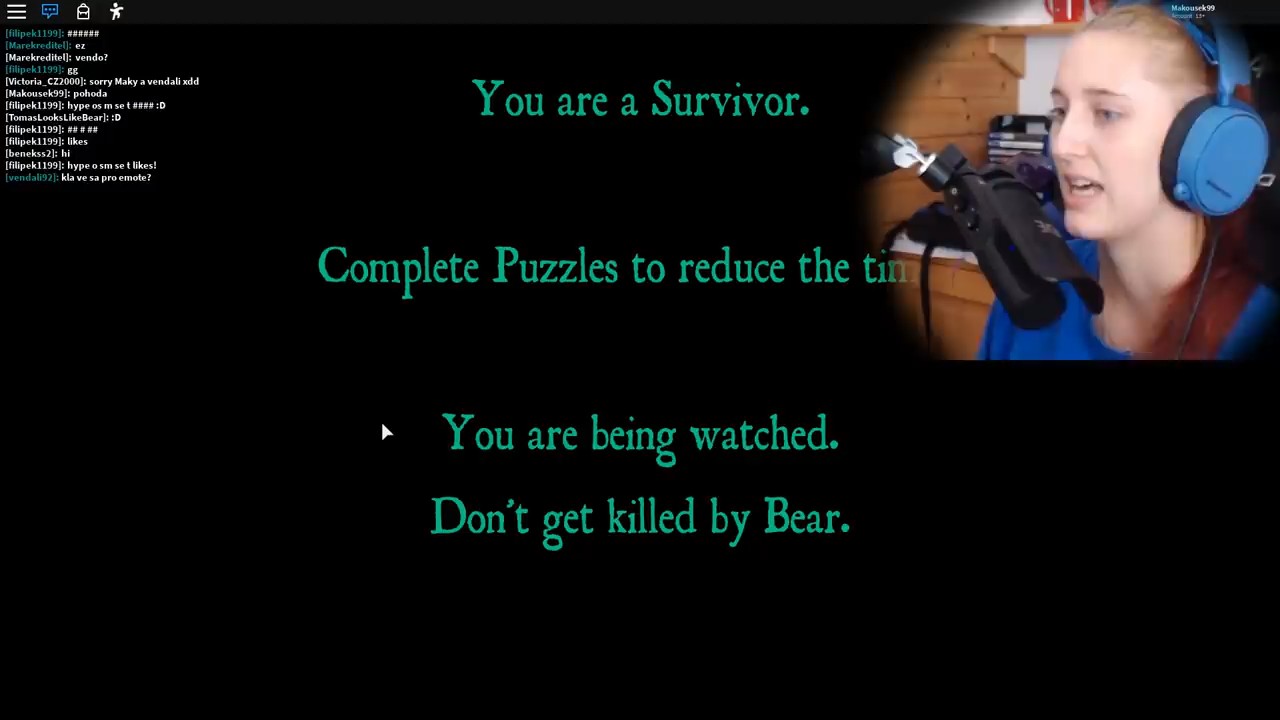 Makousek99
Account: 13+
[filipek1199]: ######
[Marekreditel]: ez
[Marekreditel]: vendo?
[filipek1199]: gg
[Victoria_CZ2000]: sorry Maky a vendali xdd
[Makousek99]: pohoda
[filipek1199]: hype os m se t #### :D
[TomasLooksLikeBear]: :D
[filipek1199]: ## # ##
[filipek1199]: likes
[benekss2]: hi
[filipek1199]: hype o sm se t likes!
[vendali92]: kla ve sa pro emote?
You are a Survivor.
Complete Puzzles to reduce the
You are being watched.
Don't get killed by Bear.